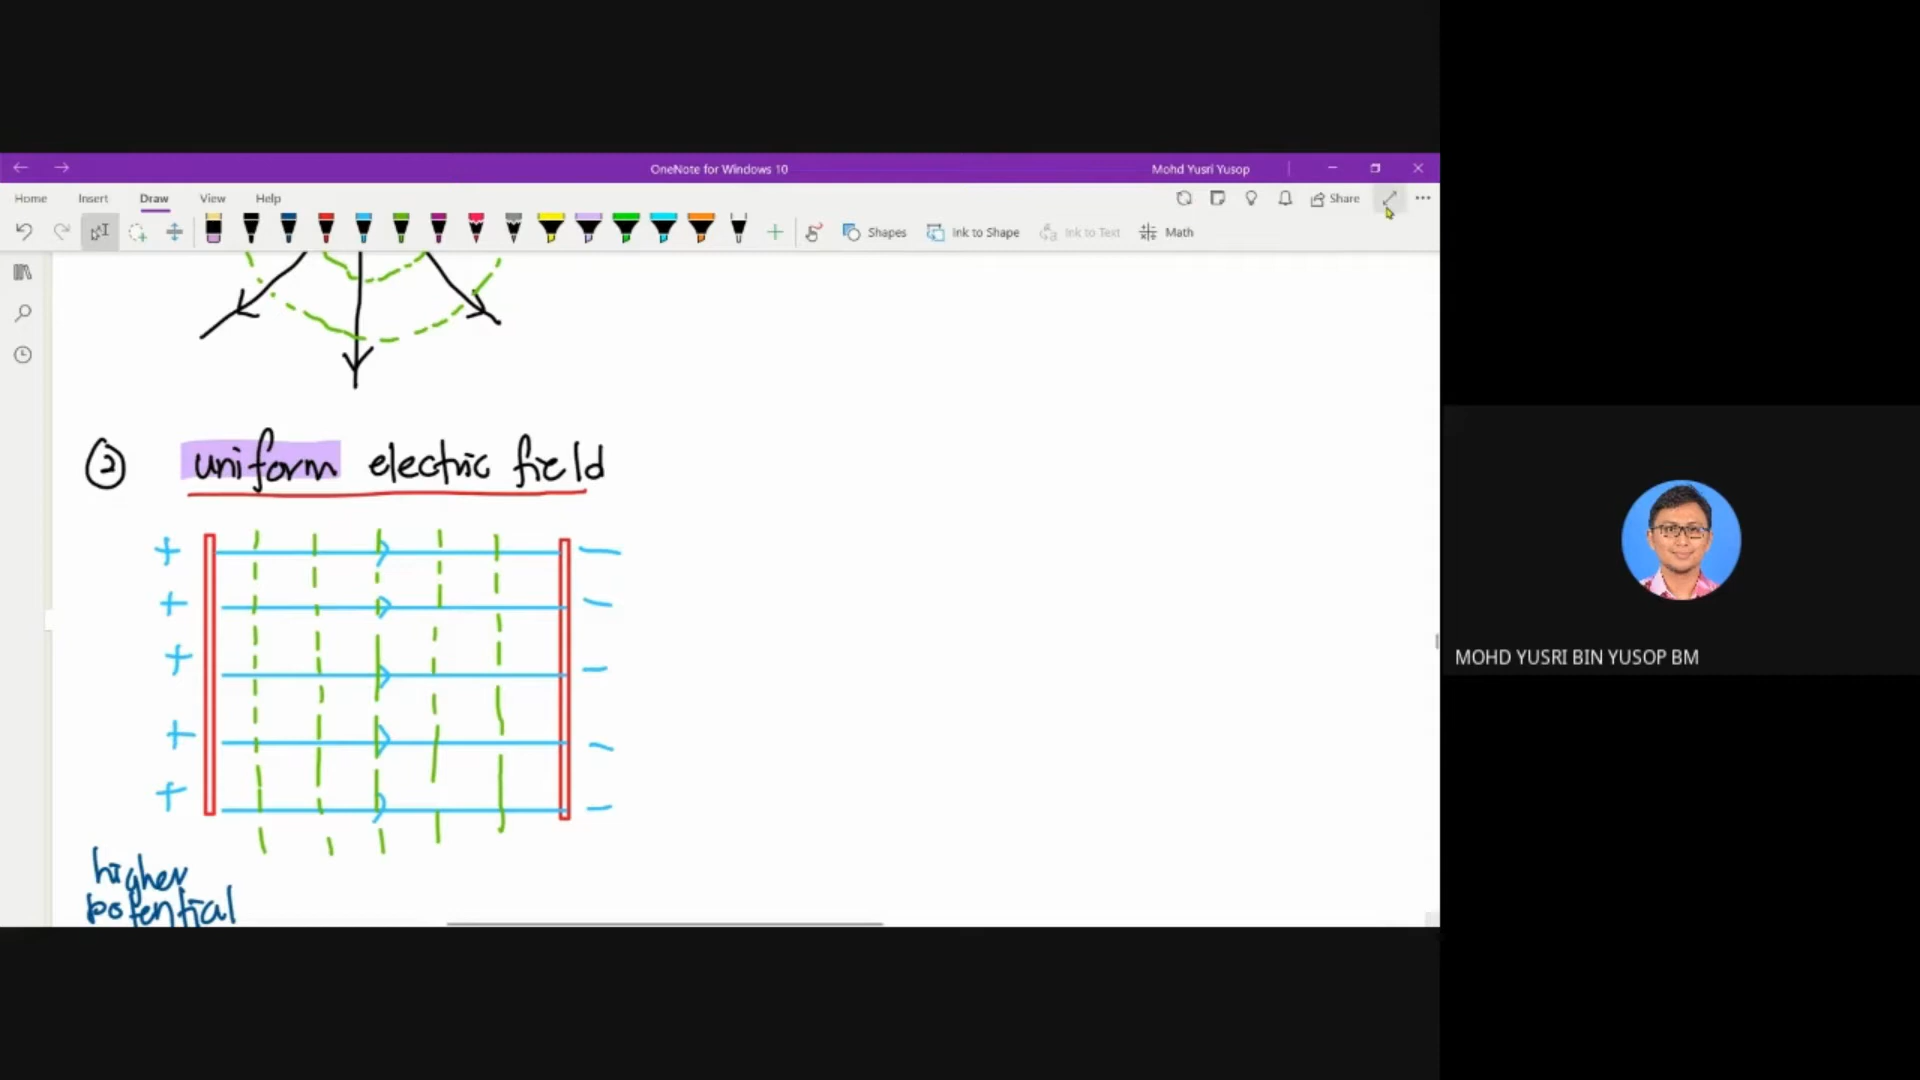 OneNote for Windows 10
Mohd Yusri Yusop
Home Insert Draw View Help
Share
Shapes Ink to Shape Ink to Text Math
② uniform electric field
+ −
+ −
+ −
+ −
+ −
higher
potential
MOHD YUSRI BIN YUSOP BM